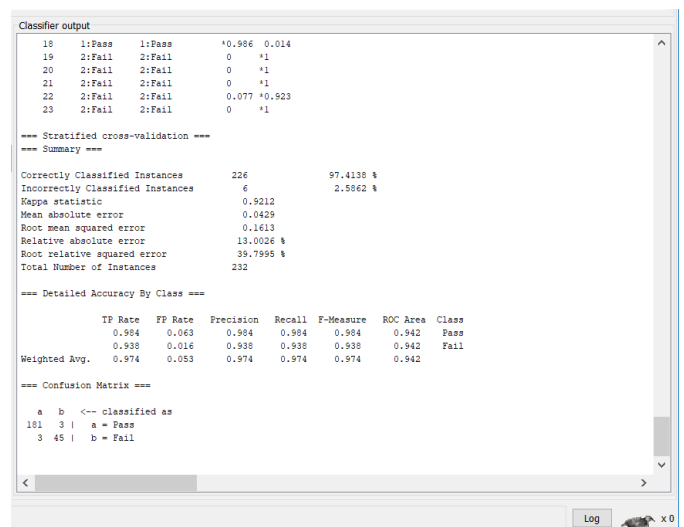 Classifier output
18 1:Pass 1:Pass *0.986 0.014
19 2:Fail 2:Fail 0 *1
20 2:Fail 2:Fail 0 *1
21 2:Fail 2:Fail 0 *1
22 2:Fail 2:Fail 0.077 *0.923
23 2:Fail 2:Fail 0 *1
=== Stratified cross-validation ===
=== Summary ===
Correctly Classified Instances 226 97.4138 %
Incorrectly Classified Instances 6 2.5862 %
Kappa statistic 0.9212
Mean absolute error 0.0429
Root mean squared error 0.1613
Relative absolute error 13.0026 %
Root relative squared error 39.7995 %
Total Number of Instances 232
=== Detailed Accuracy By Class ===
TP Rate FP Rate Precision Recall F-Measure ROC Area Class
0.984 0.063 0.984 0.984 0.984 0.942 Pass
0.938 0.016 0.938 0.938 0.938 0.942 Fail
Weighted Avg. 0.974 0.053 0.974 0.974 0.974 0.942
=== Confusion Matrix ===
a b <-- classified as
181 3 | a = Pass
3 45 | b = Fail
Log x 0